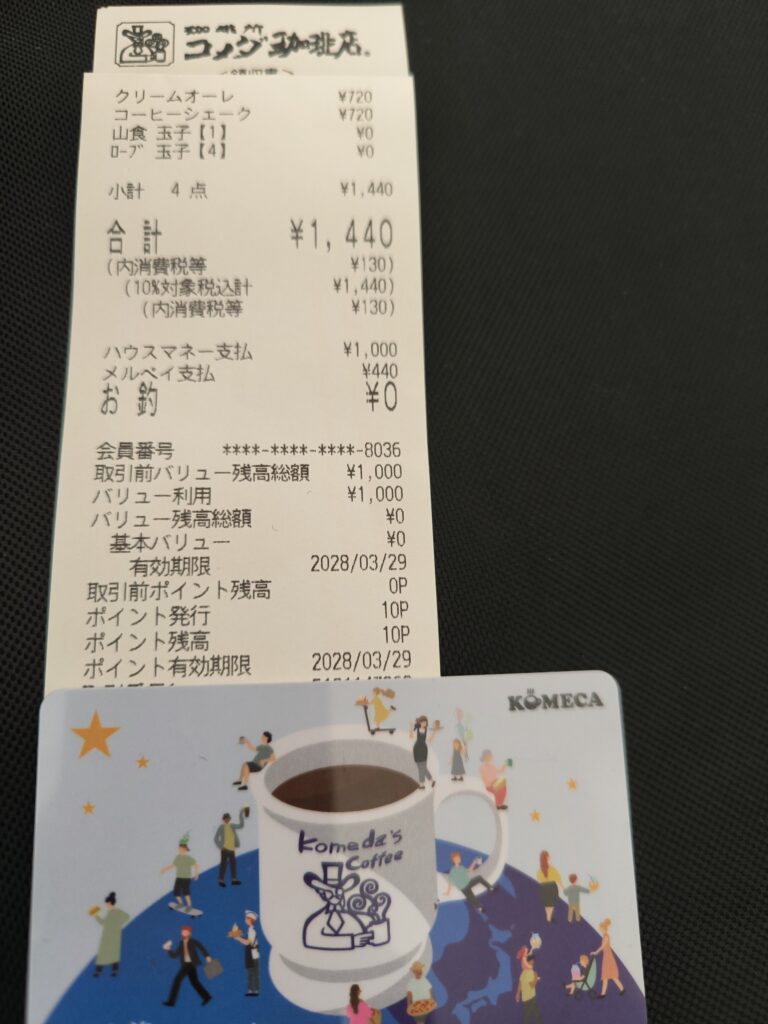 珈琲所
コメダ珈琲店。
クリームオーレ ¥720
コーヒーシェーク ¥720
山食 玉子【1】 ¥0
ﾛｰﾌﾞ 玉子【4】 ¥0
小計 4 点 ¥1,440
合 計 ¥1,440
(内消費税等 ¥130)
(10%対象税込計 ¥1,440)
(内消費税等 ¥130)
ハウスマネー支払 ¥1,000
メルペイ支払 ¥440
お 釣 ¥0
会員番号 ****-****-****-8036
取引前バリュー残高総額 ¥1,000
バリュー利用 ¥1,000
バリュー残高総額 ¥0
基本バリュー ¥0
有効期限 2028/03/29
取引前ポイント残高 0P
ポイント発行 10P
ポイント残高 10P
ポイント有効期限 2028/03/29
KOMECA
Komeda's
Coffee